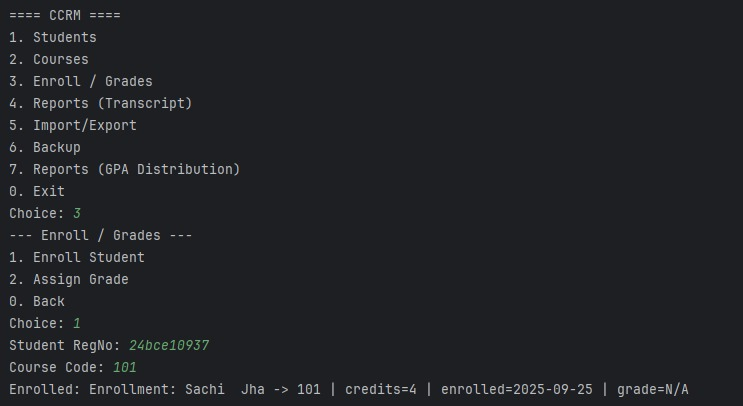 ==== CCRM ====
1. Students
2. Courses
3. Enroll / Grades
4. Reports (Transcript)
5. Import/Export
6. Backup
7. Reports (GPA Distribution)
0. Exit
Choice: 3
--- Enroll / Grades ---
1. Enroll Student
2. Assign Grade
0. Back
Choice: 1
Student RegNo: 24bce10937
Course Code: 101
Enrolled: Enrollment: Sachi  Jha -> 101 | credits=4 | enrolled=2025-09-25 | grade=N/A